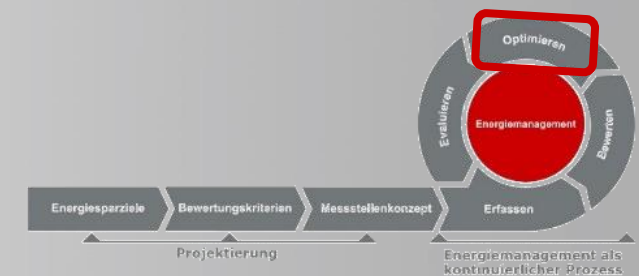 Optimieren
Evaluieren
Energiemanagement
Bewerten
Energiesparziele
Bewertungskriterien
Messstellenkonzept
Erfassen
Projektierung
Energiemanagement als
kontinuierlicher Prozess